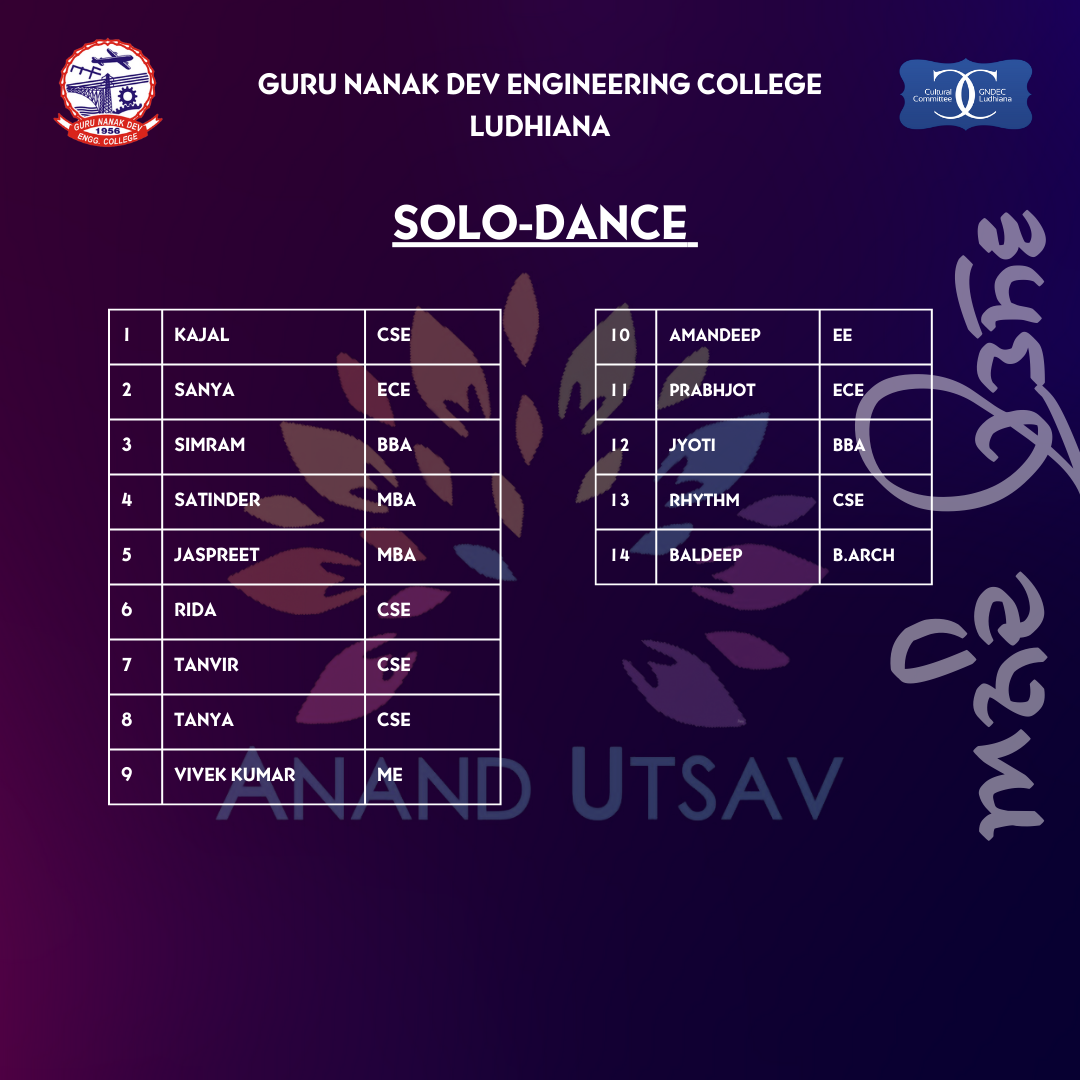 GURU NANAK DEV ENGINEERING COLLEGE
LUDHIANA
GURU NANAK DEV
1956
ENGG. COLLEGE
Cultural Committee
GNDEC Ludhiana
SOLO-DANCE
1 KAJAL CSE
2 SANYA ECE
3 SIMRAM BBA
4 SATINDER MBA
5 JASPREET MBA
6 RIDA CSE
7 TANVIR CSE
8 TANYA CSE
9 VIVEK KUMAR ME
10 AMANDEEP EE
11 PRABHJOT ECE
12 JYOTI BBA
13 RHYTHM CSE
14 BALDEEP B.ARCH
ANAND UTSAV